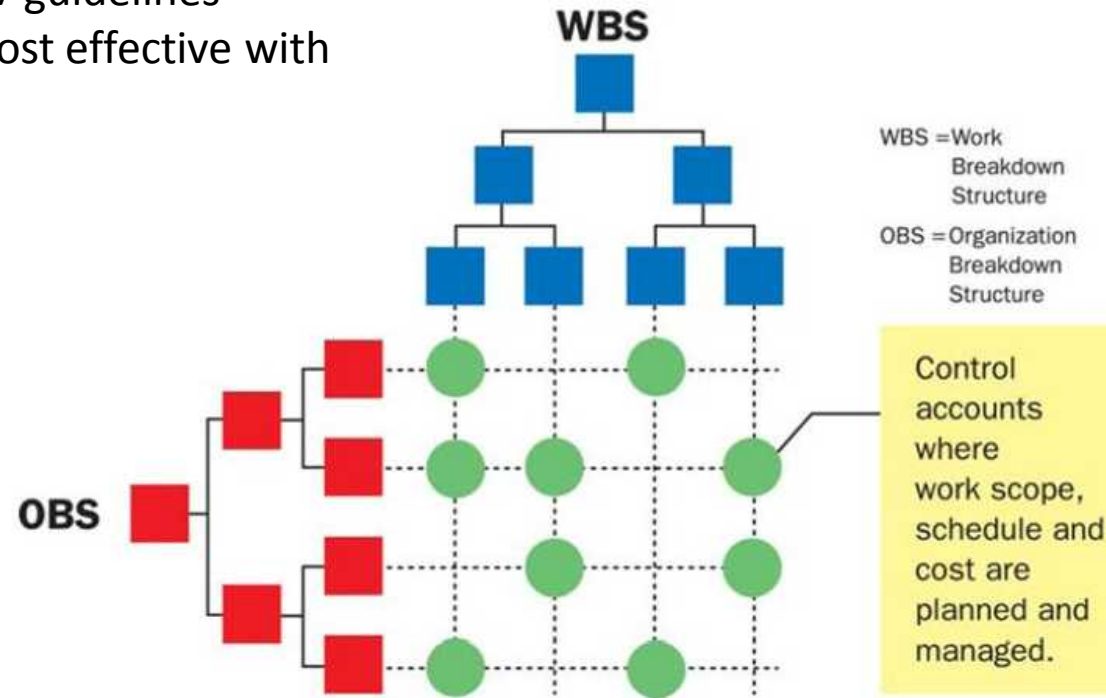 guidelines
ost effective with
WBS
WBS =Work
Breakdown
Structure
OBS =Organization
Breakdown
Structure
Control
accounts
where
work scope,
schedule and
cost are
planned and
managed.
OBS